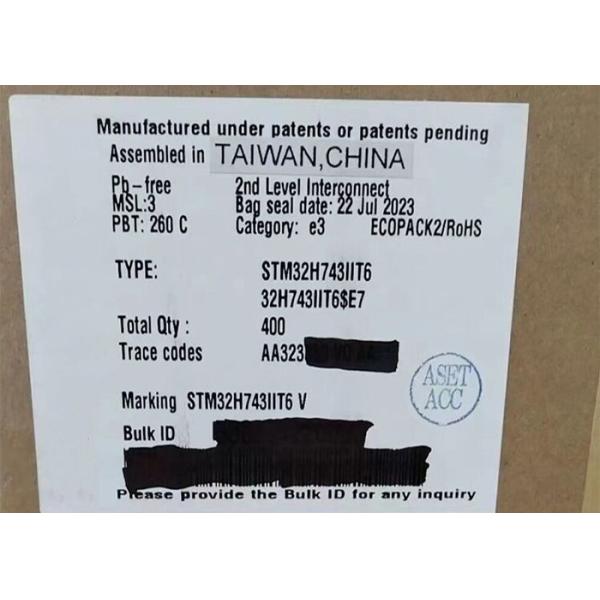 Manufactured under patents or patents pending
Assembled in TAIWAN,CHINA
Pb-free 2nd Level Interconnect
MSL:3 Bag seal date: 22 Jul 2023
PBT: 260 C Category: e3 ECOPACK2/RoHS
TYPE: STM32H743IIT6
32H743IIT6$E7
Total Qty : 400
Trace codes AA323
Marking STM32H743IIT6 V
ASET
ACC
Bulk ID
Please provide the Bulk ID for any inquiry